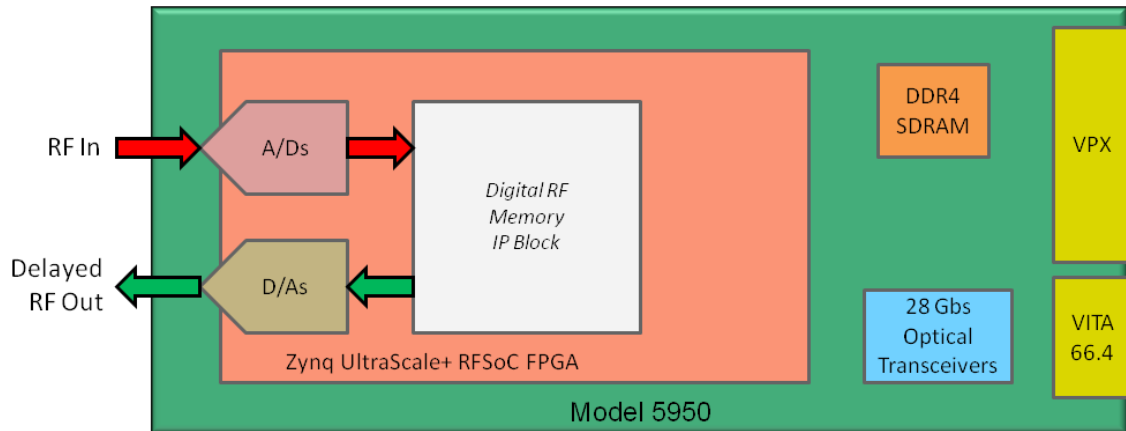 RF In
A/Ds
Digital RF
Memory
IP Block
Delayed
RF Out
D/As
Zynq UltraScale+ RFSoC FPGA
DDR4
SDRAM
VPX
28 Gbs
Optical
Transceivers
VITA
66.4
Model 5950